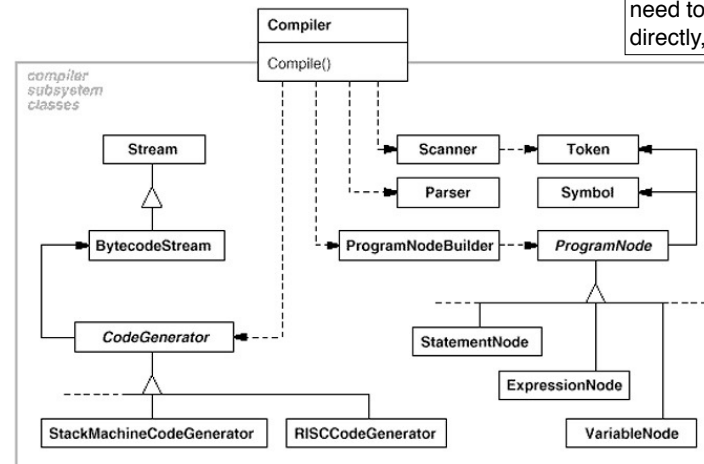 need to
directly,
Compiler
Compile()
compiler
subsystem
classes
Stream
Scanner
Token
Parser
Symbol
BytecodeStream
ProgramNodeBuilder
ProgramNode
CodeGenerator
StatementNode
ExpressionNode
StackMachineCodeGenerator
RISCCodeGenerator
VariableNode